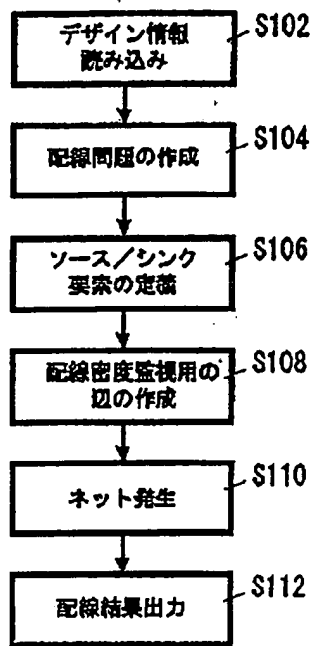 デザイン情報
読み込み
S102
配線問題の作成
S104
ソース/シンク
要素の定義
S106
配線密度監視用の
辺の作成
S108
ネット発生
S110
配線結果出力
S112